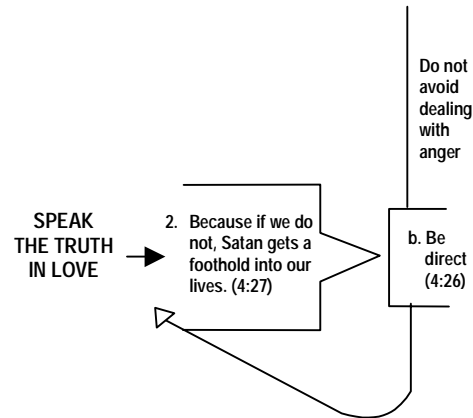 SPEAK
THE TRUTH
IN LOVE
2. Because if we do
not, Satan gets a
foothold into our
lives. (4:27)
Do not
avoid
dealing
with
anger
b. Be
direct
(4:26)